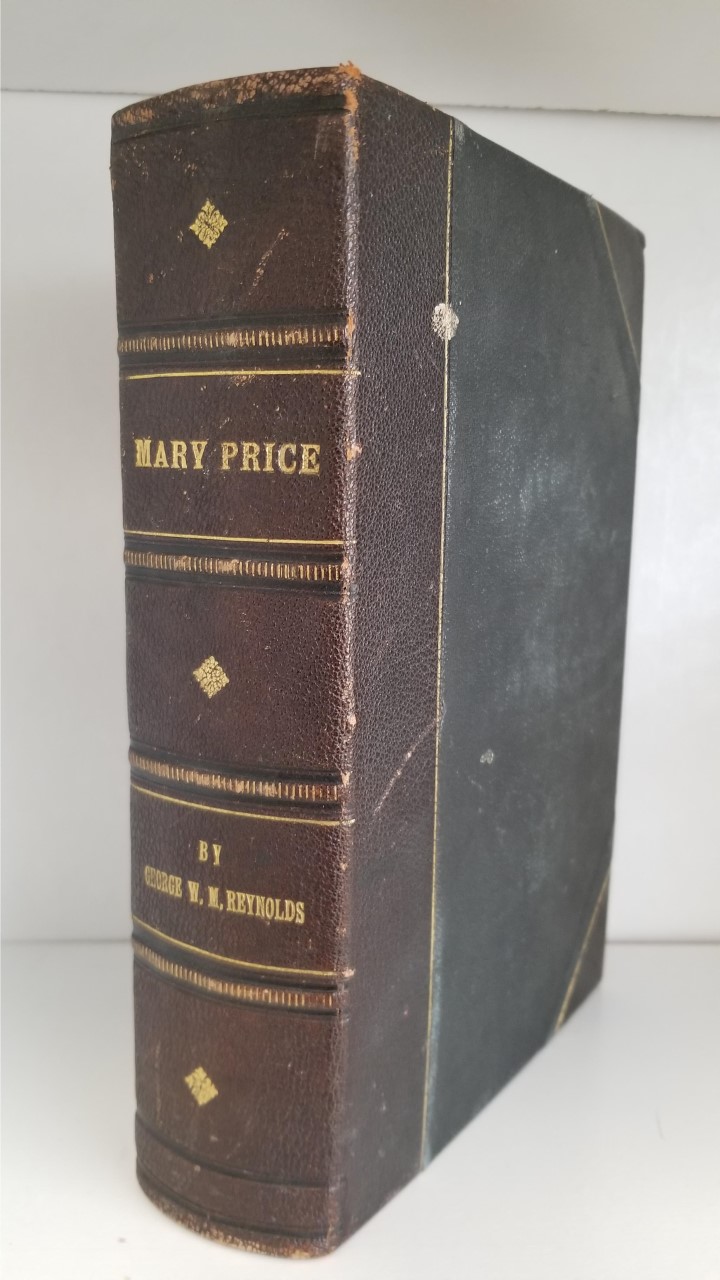 MARY PRICE
BY
GEORGE W. M. REYNOLDS